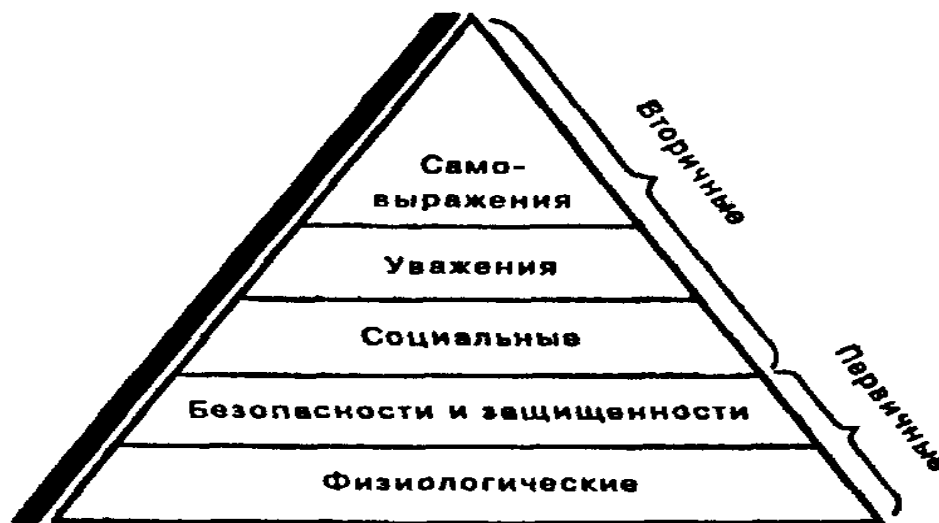 Само-
выражения
Вторичные
Уважения
Социальные
Первичные
Безопасности и защищенности
Физиологические